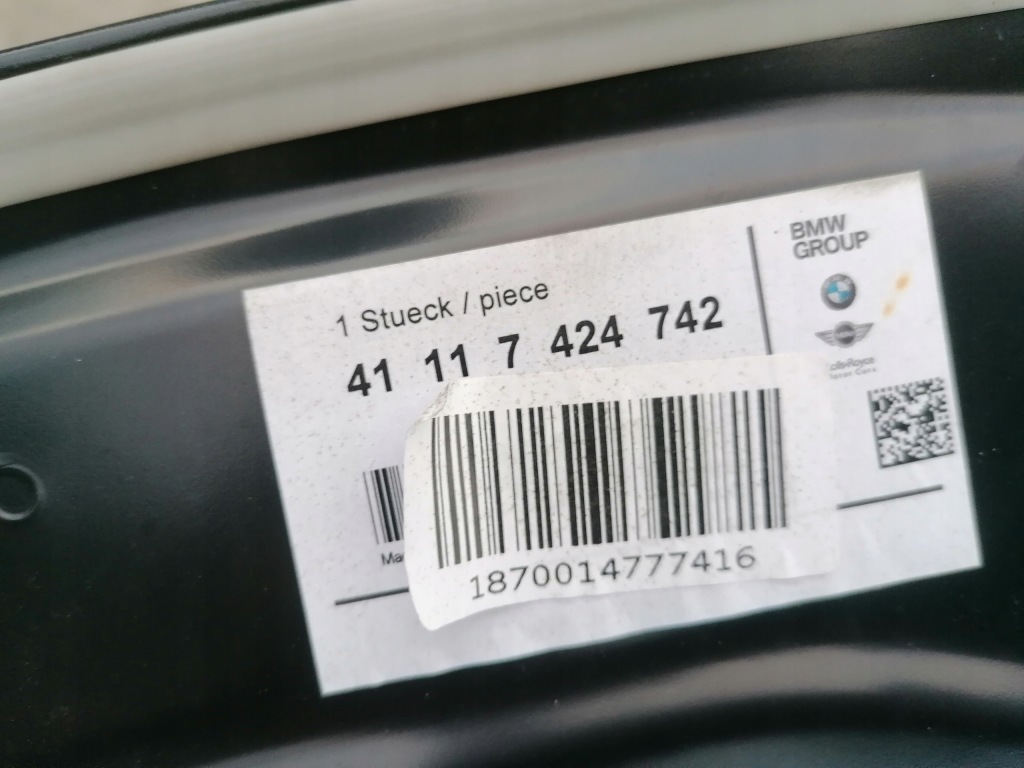 1 Stueck / piece
41 11 7 424 742
BMW
GROUP
1870014777416